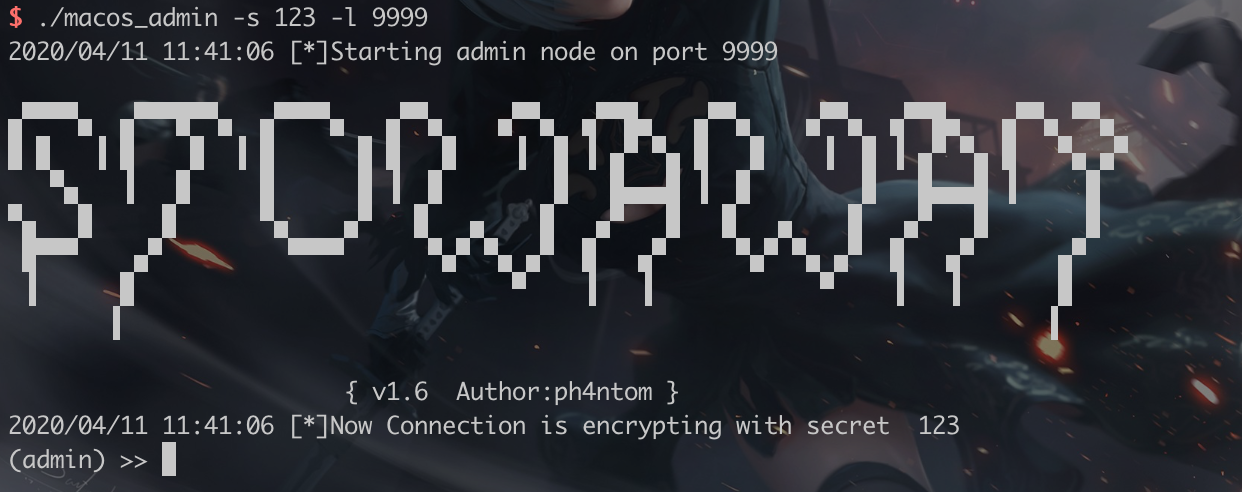 $ ./macos_admin -s 123 -l 9999
2020/04/11 11:41:06 [*]Starting admin node on port 9999
STOWAWAY
{ v1.6  Author:ph4ntom }
2020/04/11 11:41:06 [*]Now Connection is encrypting with secret  123
(admin) >>